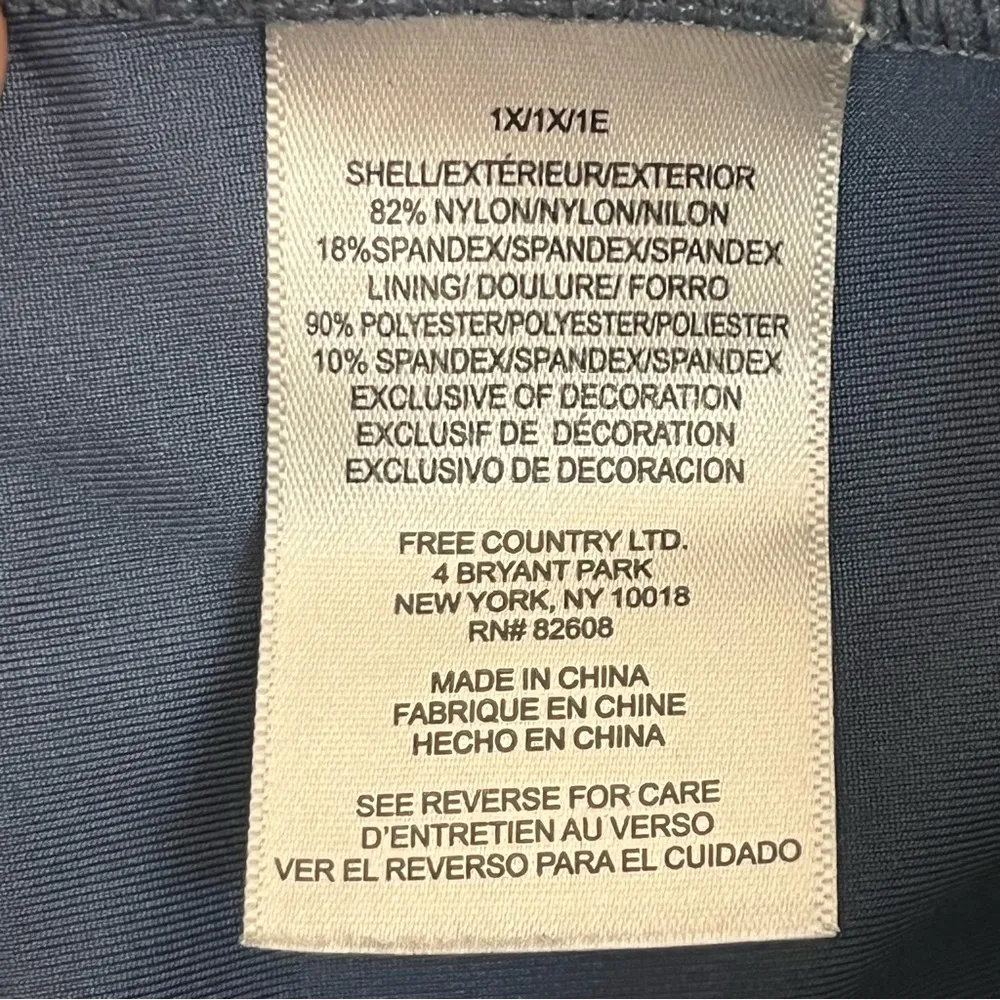 1X/1X/1E
SHELL/EXTÉRIEUR/EXTERIOR
82% NYLON/NYLON/NILON
18%SPANDEX/SPANDEX/SPANDEX
LINING/ DOULURE/ FORRO
90% POLYESTER/POLYESTER/POLIESTER
10% SPANDEX/SPANDEX/SPANDEX
EXCLUSIVE OF DECORATION
EXCLUSIF DE DÉCORATION
EXCLUSIVO DE DECORACION
FREE COUNTRY LTD.
4 BRYANT PARK
NEW YORK, NY 10018
RN# 82608
MADE IN CHINA
FABRIQUE EN CHINE
HECHO EN CHINA
SEE REVERSE FOR CARE
D'ENTRETIEN AU VERSO
VER EL REVERSO PARA EL CUIDADO